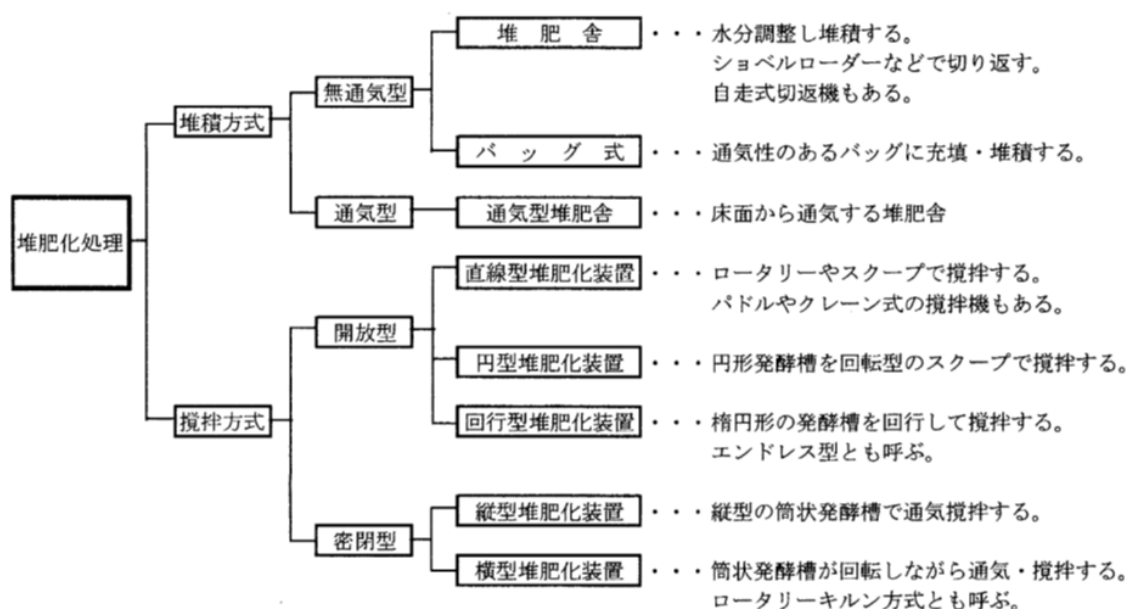 堆肥化処理
堆積方式
無通気型
堆肥舎・・・水分調整し堆積する。
ショベルローダーなどで切り返す。
自走式切返機もある。
バッグ式・・・通気性のあるバッグに充填・堆積する。
通気型
通気型堆肥舎・・・床面から通気する堆肥舎
撹拌方式
開放型
直線型堆肥化装置・・・ロータリーやスクープで撹拌する。
パドルやクレーン式の撹拌機もある。
円型堆肥化装置・・・円形発酵槽を回転型のスクープで撹拌する。
回行型堆肥化装置・・・楕円形の発酵槽を回行して撹拌する。
エンドレス型とも呼ぶ。
密閉型
縦型堆肥化装置・・・縦型の筒状発酵槽で通気撹拌する。
横型堆肥化装置・・・筒状発酵槽が回転しながら通気・撹拌する。
ロータリーキルン方式とも呼ぶ。